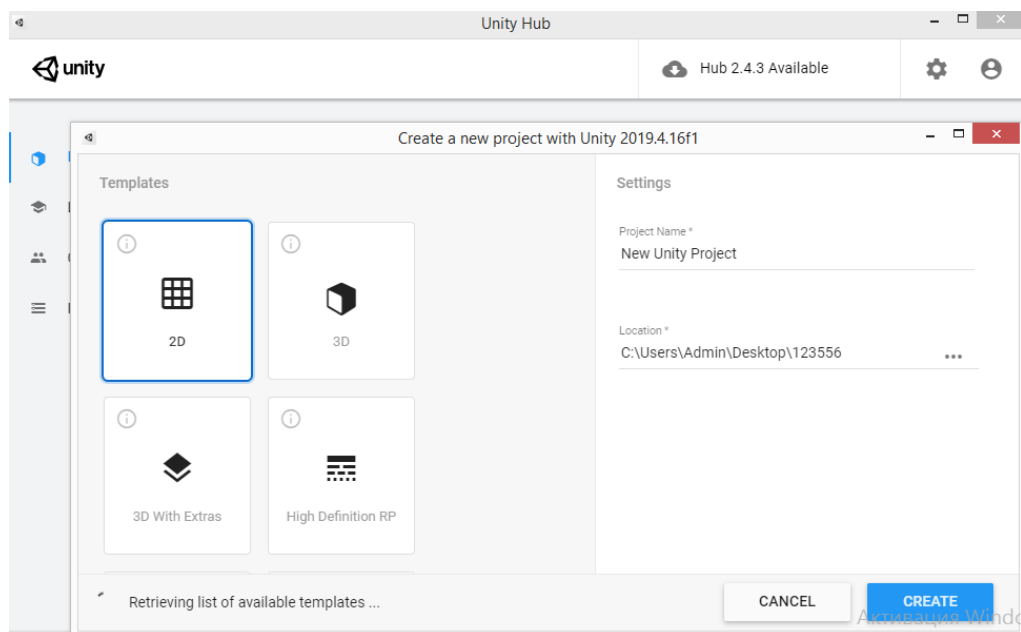 Unity Hub
unity
Hub 2.4.3 Available
Create a new project with Unity 2019.4.16f1
Templates
2D
3D
3D With Extras
High Definition RP
Settings
Project Name *
New Unity Project
Location *
C:\Users\Admin\Desktop\123556
...
Retrieving list of available templates ...
CANCEL
CREATE
Активация Windo